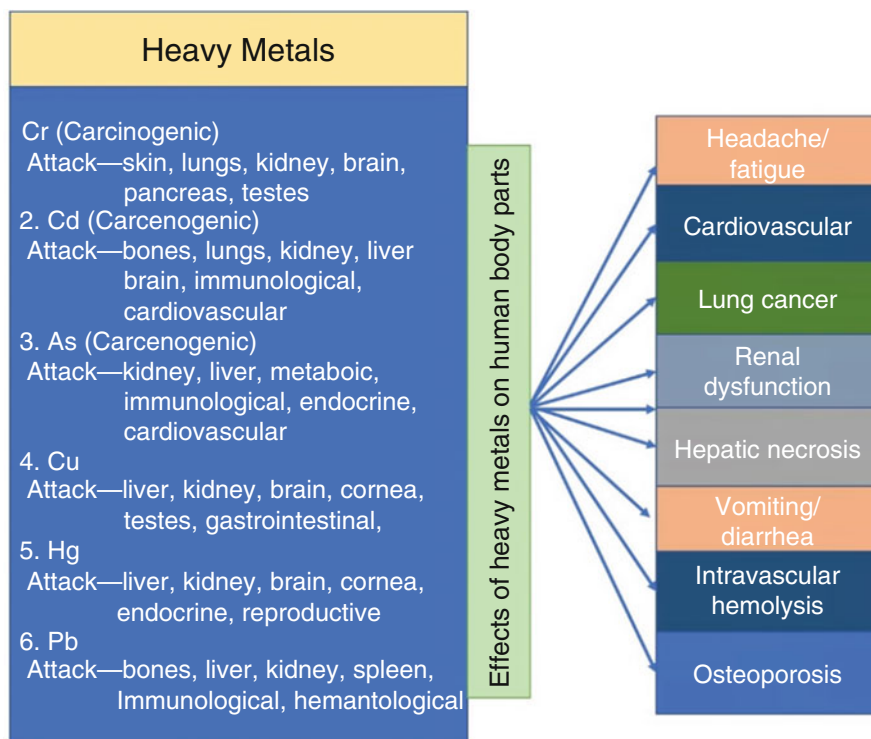 Heavy Metals
Cr (Carcinogenic)
Attack—skin, lungs, kidney, brain,
pancreas, testes
2. Cd (Carcenogenic)
Attack—bones, lungs, kidney, liver
brain, immunological,
cardiovascular
3. As (Carcenogenic)
Attack—kidney, liver, metaboic,
immunological, endocrine,
cardiovascular
4. Cu
Attack—liver, kidney, brain, cornea,
testes, gastrointestinal,
5. Hg
Attack—liver, kidney, brain, cornea,
endocrine, reproductive
6. Pb
Attack—bones, liver, kidney, spleen,
Immunological, hemantological
Effects of heavy metals on human body parts
Headache/
fatigue
Cardiovascular
Lung cancer
Renal
dysfunction
Hepatic necrosis
Vomiting/
diarrhea
Intravascular
hemolysis
Osteoporosis